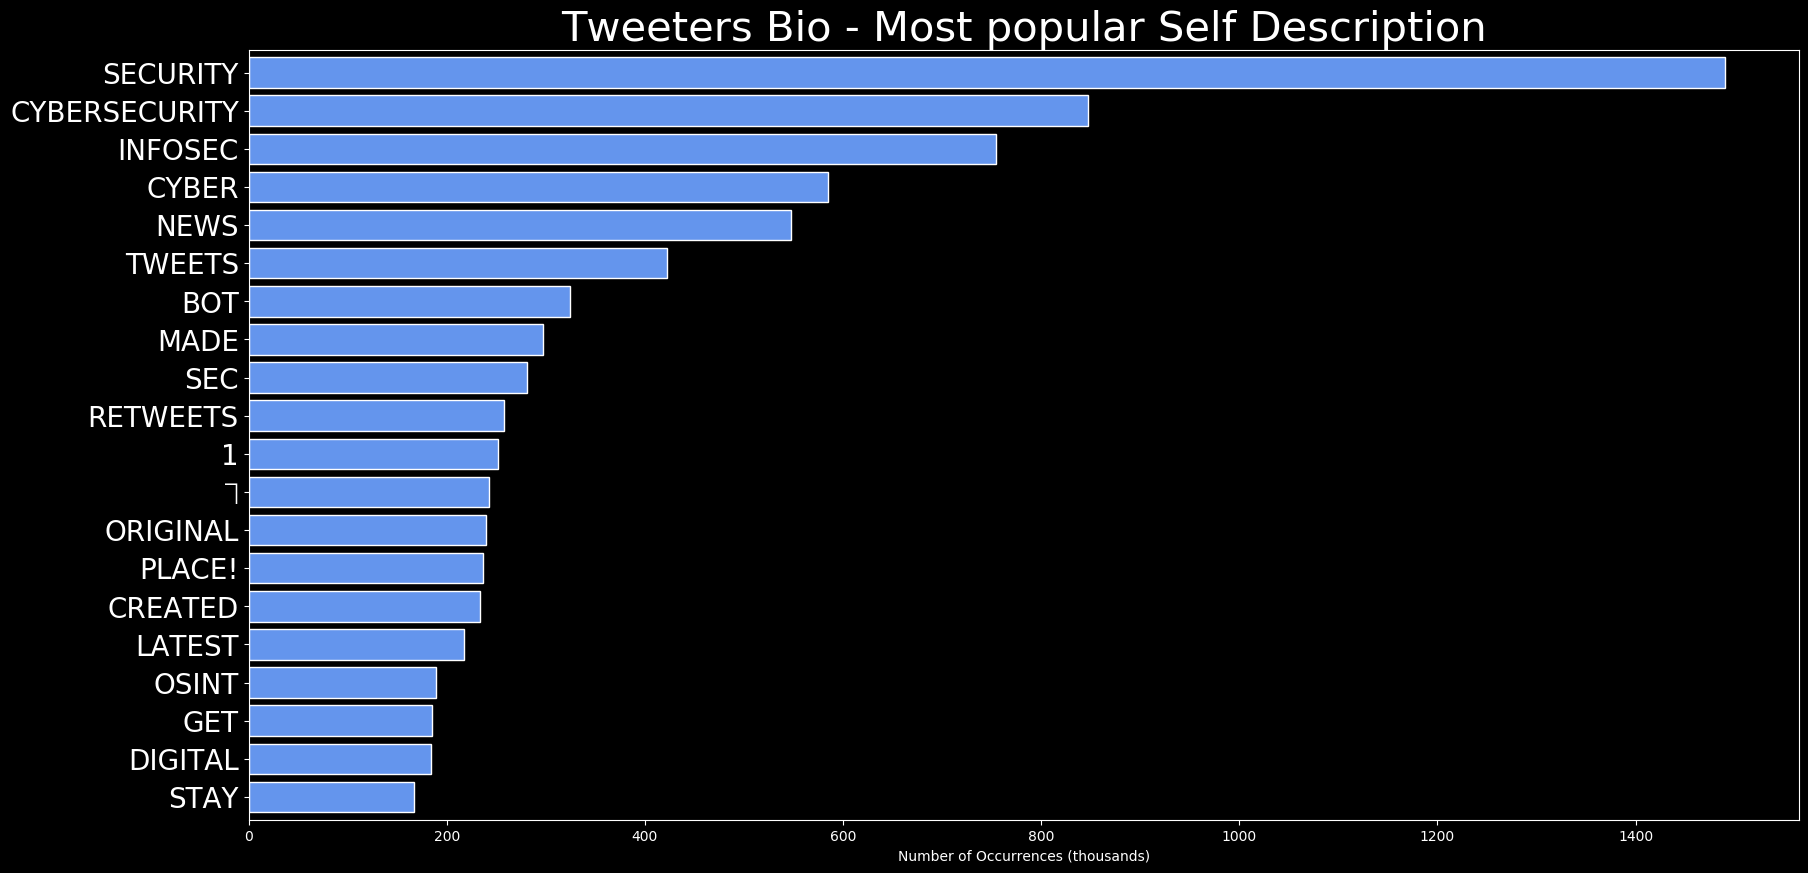 Tweeters Bio - Most popular Self Description
SECURITY
CYBERSECURITY
INFOSEC
CYBER
NEWS
TWEETS
BOT
MADE
SEC
RETWEETS
1
ORIGINAL
PLACE!
CREATED
LATEST
OSINT
GET
DIGITAL
STAY
0 200 400 600 800 1000 1200 1400
Number of Occurrences (thousands)